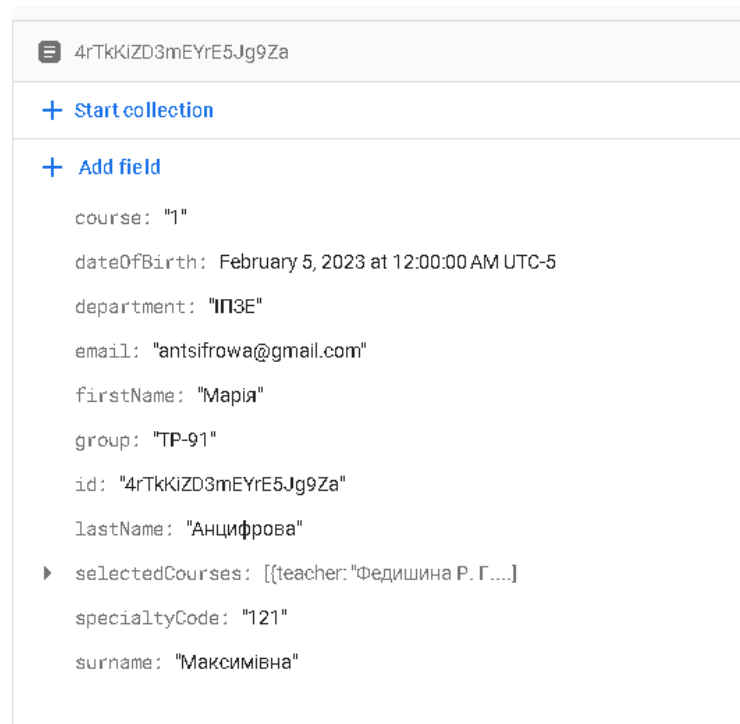 4rTkKiZD3mEYrE5Jg9Za
+ Start collection
+ Add field
course: "1"
dateOfBirth: February 5, 2023 at 12:00:00 AM UTC-5
department: "ІПЗЕ"
email: "antsifrowa@gmail.com"
firstName: "Марія"
group: "ТР-91"
id: "4rTkKiZD3mEYrE5Jg9Za"
lastName: "Анцифрова"
selectedCourses: [{teacher: "Федишина Р. Г....]
specialtyCode: "121"
surname: "Максимівна"